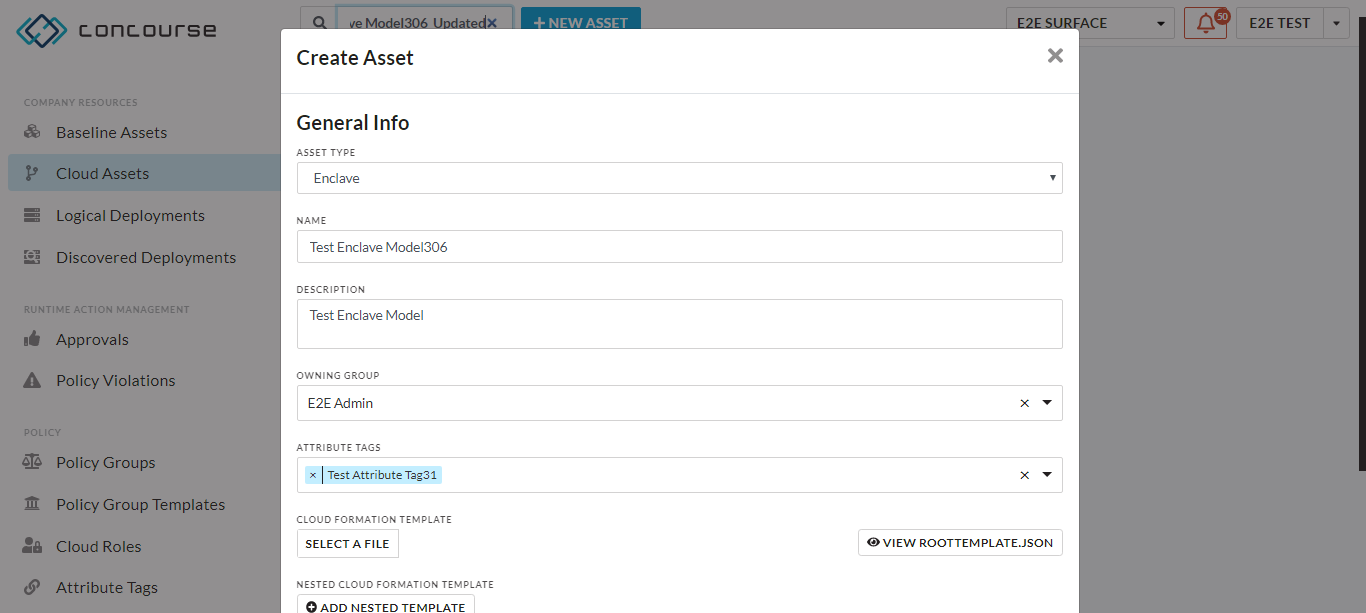 concourse
ve Model306_Updated
+ NEW ASSET
E2E SURFACE
50
E2E TEST
Create Asset
COMPANY RESOURCES
Baseline Assets
Cloud Assets
Logical Deployments
Discovered Deployments
RUNTIME ACTION MANAGEMENT
Approvals
Policy Violations
POLICY
Policy Groups
Policy Group Templates
Cloud Roles
Attribute Tags
General Info
ASSET TYPE
Enclave
NAME
Test Enclave Model306
DESCRIPTION
Test Enclave Model
OWNING GROUP
E2E Admin
ATTRIBUTE TAGS
× Test Attribute Tag31
CLOUD FORMATION TEMPLATE
SELECT A FILE
VIEW ROOTTEMPLATE.JSON
NESTED CLOUD FORMATION TEMPLATE
ADD NESTED TEMPLATE